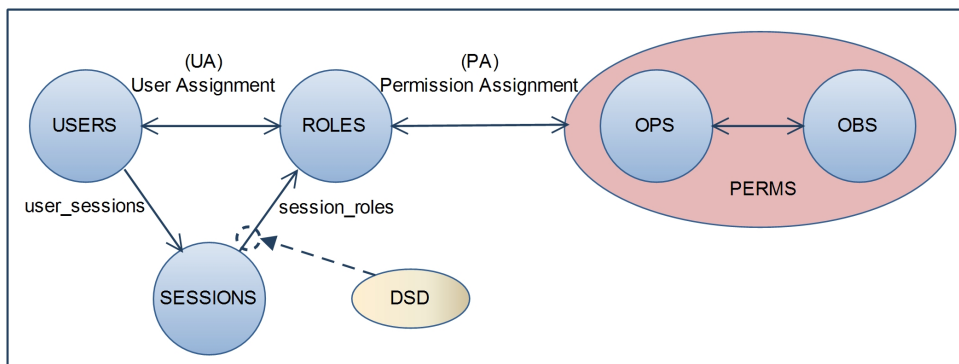 (UA)
User Assignment
(PA)
Permission Assignment
USERS
ROLES
OPS
OBS
PERMS
user_sessions
session_roles
SESSIONS
DSD